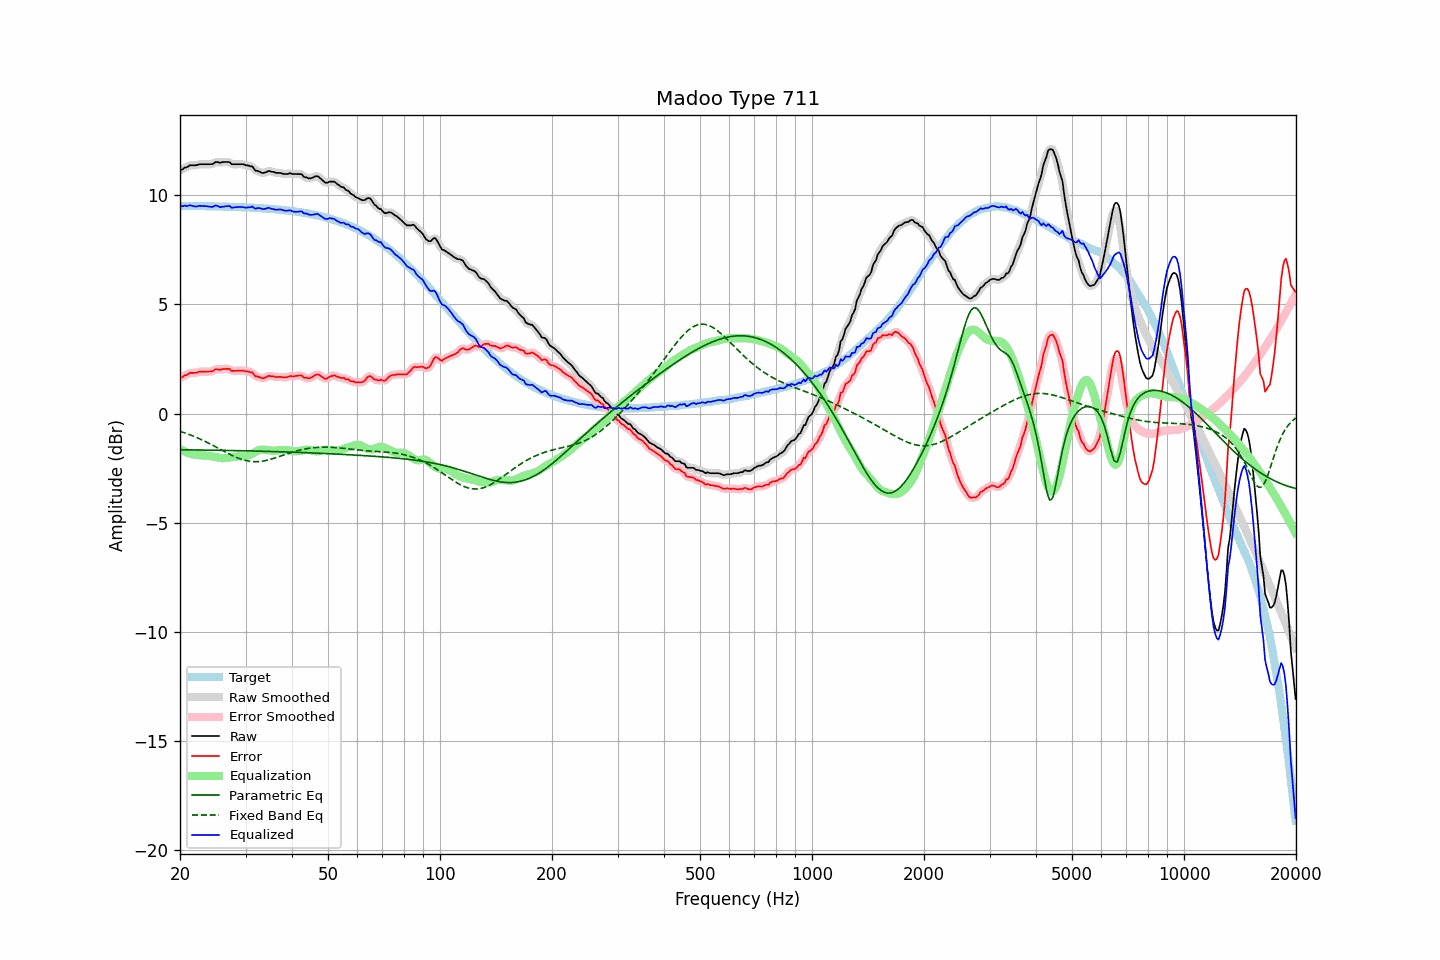 Madoo Type 711
Amplitude (dBr)
10
5
0
−5
−10
−15
−20
Target
Raw Smoothed
Error Smoothed
Raw
Error
Equalization
Parametric Eq
Fixed Band Eq
Equalized
20 50 100 200 500 1000 2000 5000 10000 20000
Frequency (Hz)